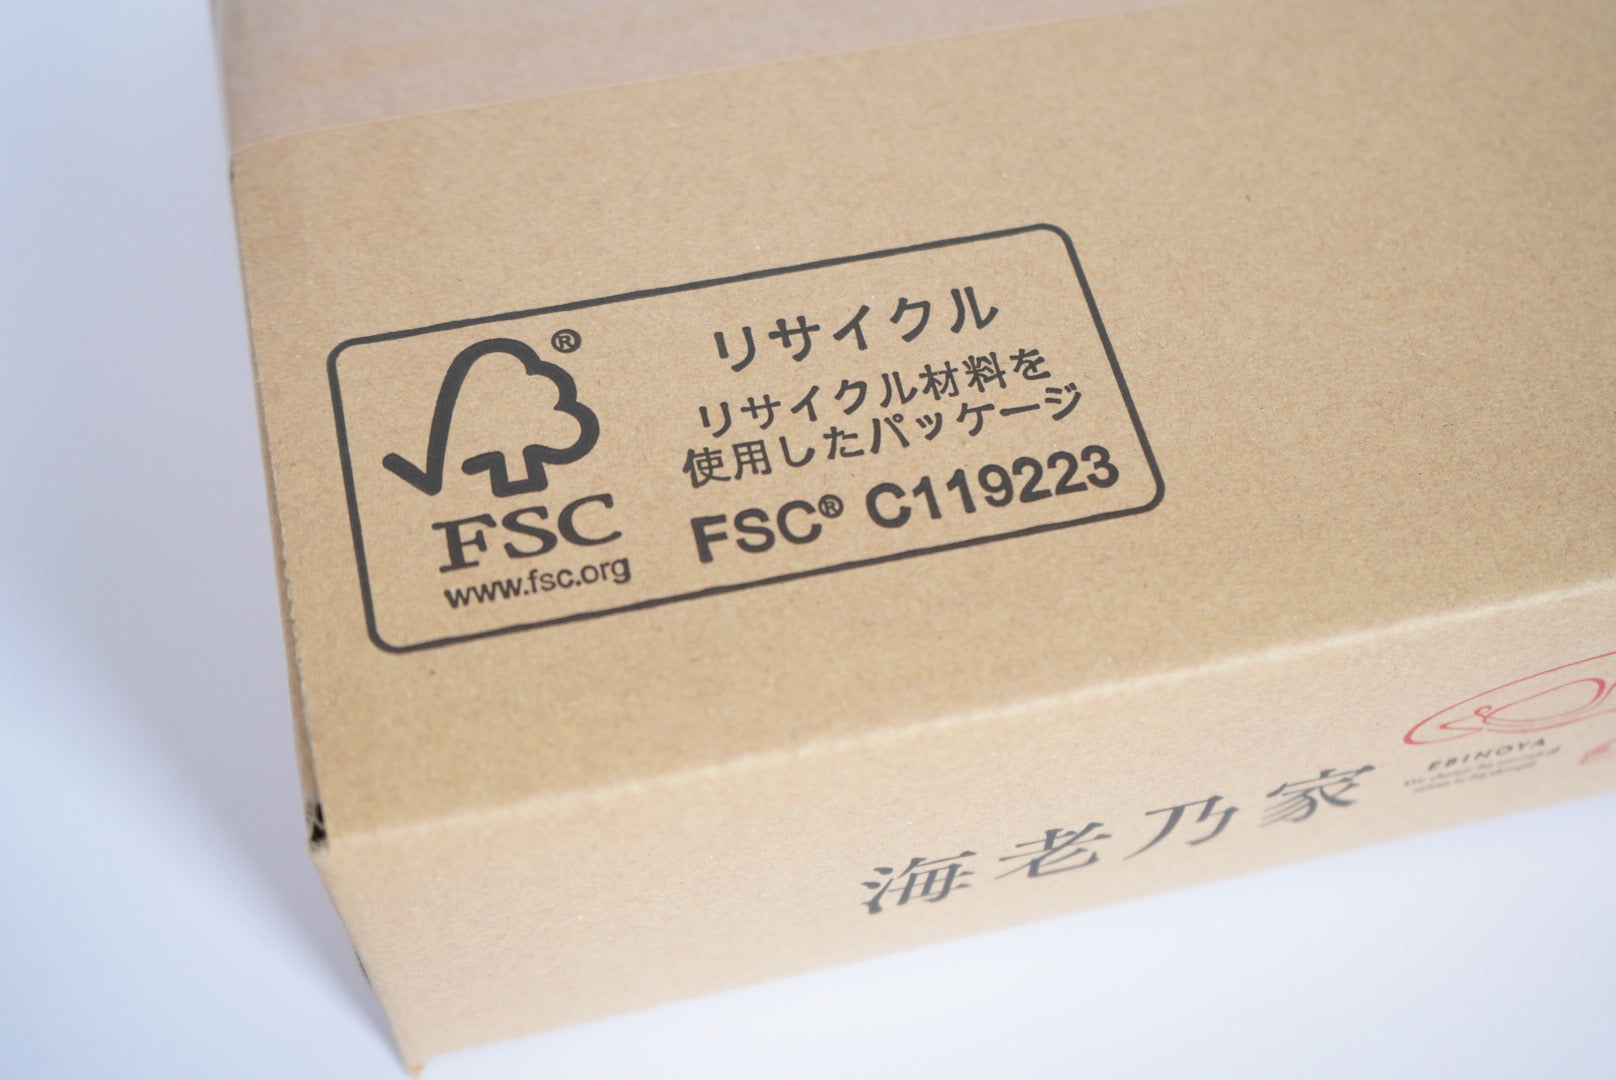 FSC
www.fsc.org
リサイクル
リサイクル材料を
使用したパッケージ
FSC® C119223
海老乃家
EBINOYA